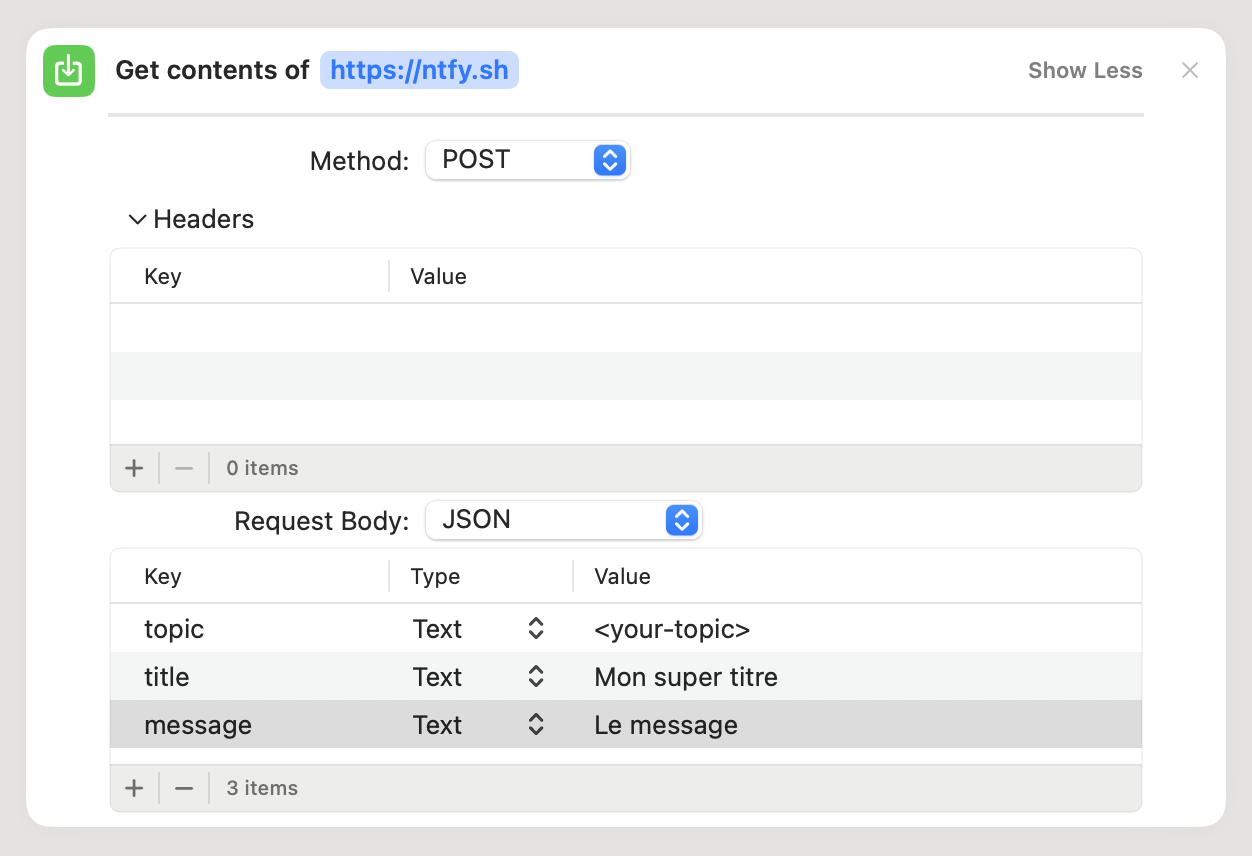 Get contents of https://ntfy.sh Show Less
Method: POST
Headers
Key Value
0 items
Request Body: JSON
Key Type Value
topic Text <your-topic>
title Text Mon super titre
message Text Le message
3 items